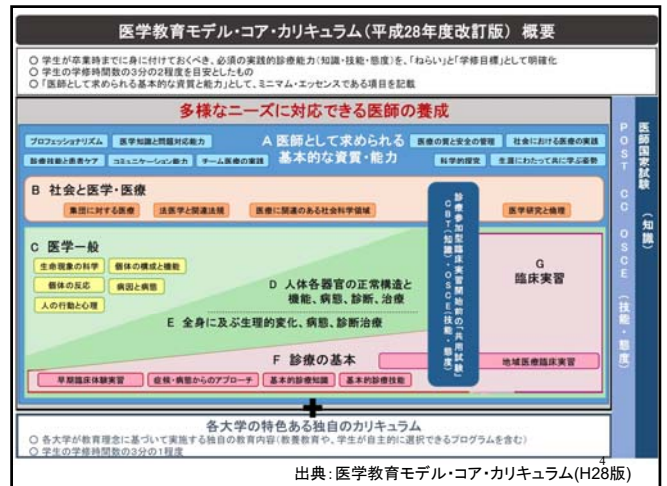 医学教育モデル・コア・カリキュラム(平成28年度改訂版) 概要
○ 学生が卒業時までに身に付けておくべき、必須の実践的診療能力(知識・技能・態度)を、「ねらい」と「学修目標」として明確化
○ 学生の学修時間数の3分の2程度を目安としたもの
○ 「医師として求められる基本的な資質と能力」として、ミニマム・エッセンスである項目を記載
多様なニーズに対応できる医師の養成
プロフェッショナリズム
医学知識と問題対応能力
A 医師として求められる
基本的な資質・能力
医療の質と安全の管理
社会における医療の実践
診療技能と患者ケア
コミュニケーション能力
チーム医療の実践
科学的探究
生涯にわたって共に学ぶ姿勢
B 社会と医学・医療
集団に対する医療
法医学と関連法規
医療に関連のある社会科学領域
医学研究と倫理
C 医学一般
生命現象の科学
個体の構成と機能
個体の反応
病因と病態
人の行動と心理
D 人体各器官の正常構造と
機能、病態、診断、治療
E 全身に及ぶ生理的変化、病態、診断治療
F 診療の基本
早期臨床体験実習
症候・病態からのアプローチ
基本的診療知識
基本的診療技能
診療参加型臨床実習開始前の「共用試験」
CBT(知識)・OSCE(技能・態度)
G
臨床実習
地域医療臨床実習
POST CC OSCE (技能・態度)
医師国家試験 (知識)
+
各大学の特色ある独自のカリキュラム
○ 各大学が教育理念に基づいて実施する独自の教育内容(教養教育や、学生が自主的に選択できるプログラムを含む)
○ 学生の学修時間数の3分の1程度
4
出典：医学教育モデル・コア・カリキュラム(H28版)